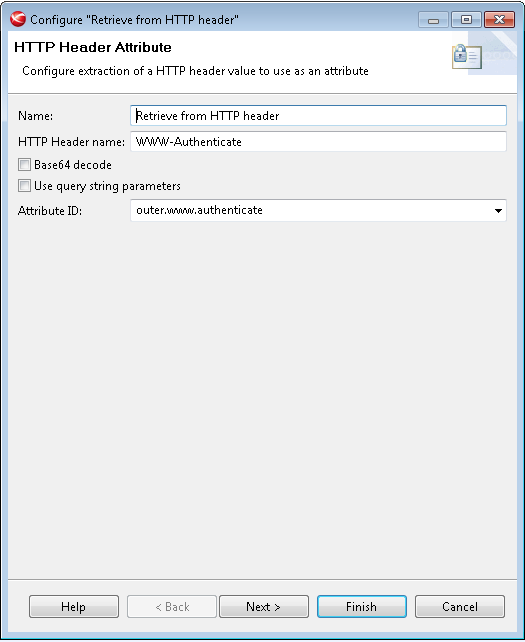 Configure "Retrieve from HTTP header"
HTTP Header Attribute
Configure extraction of a HTTP header value to use as an attribute
Name: Retrieve from HTTP header
HTTP Header name: WWW-Authenticate
Base64 decode
Use query string parameters
Attribute ID: outer.www.authenticate
Help < Back Next > Finish Cancel